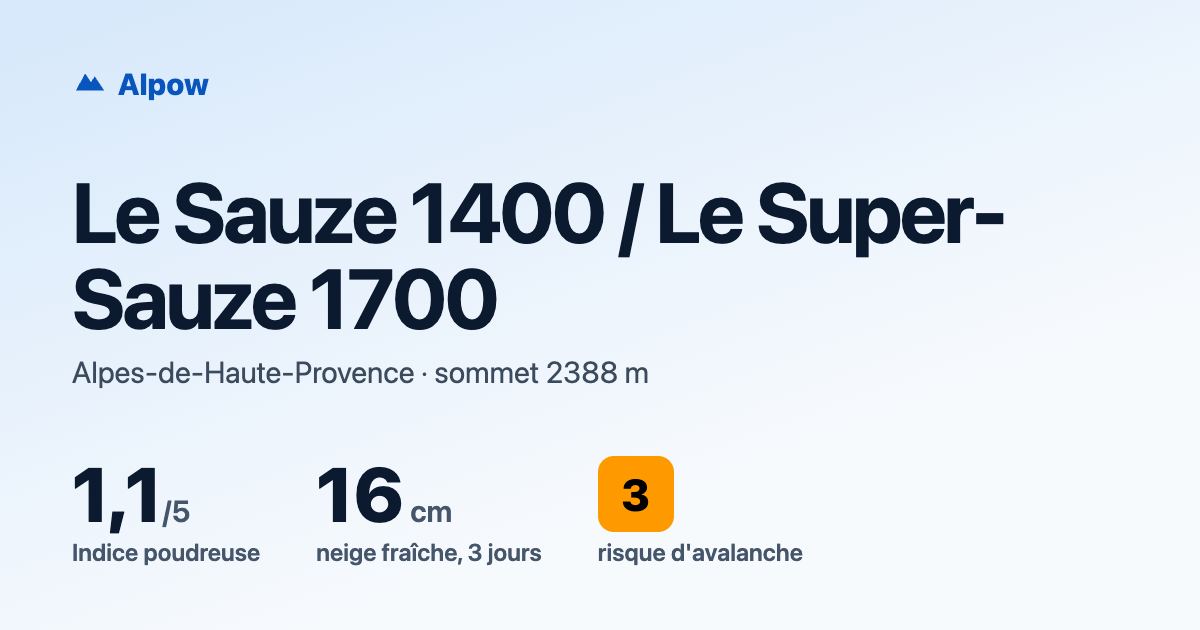 Alpow
Le Sauze 1400 / Le Super-
Sauze 1700
Alpes-de-Haute-Provence · sommet 2388 m
1,1/5
16 cm
3
Indice poudreuse
neige fraîche, 3 jours
risque d'avalanche